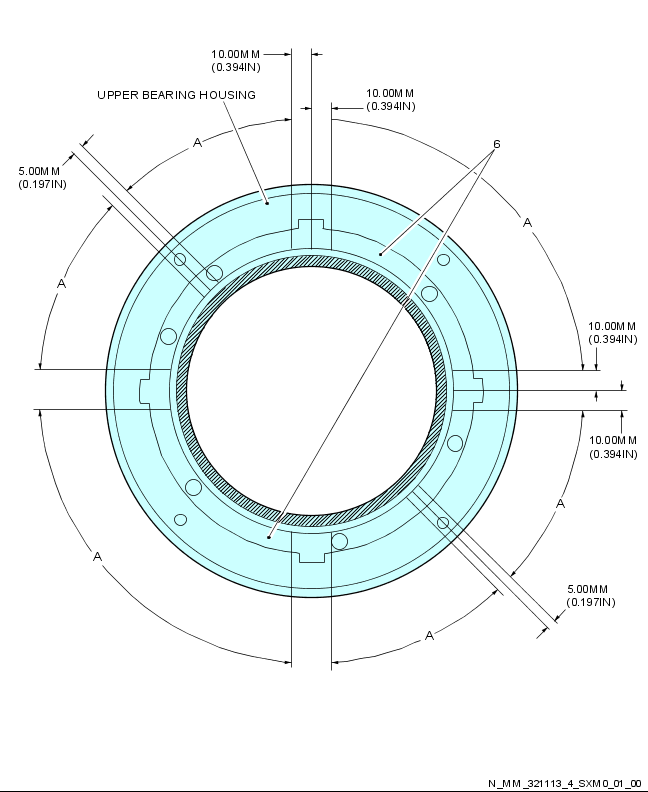 10.00MM
(0.394IN)
10.00MM
(0.394IN)
UPPER BEARING HOUSING
A
6
5.00MM
(0.197IN)
A
A
10.00MM
(0.394IN)
10.00MM
(0.394IN)
A
A
5.00MM
(0.197IN)
A
N_MM_321113_4_SXM0_01_00